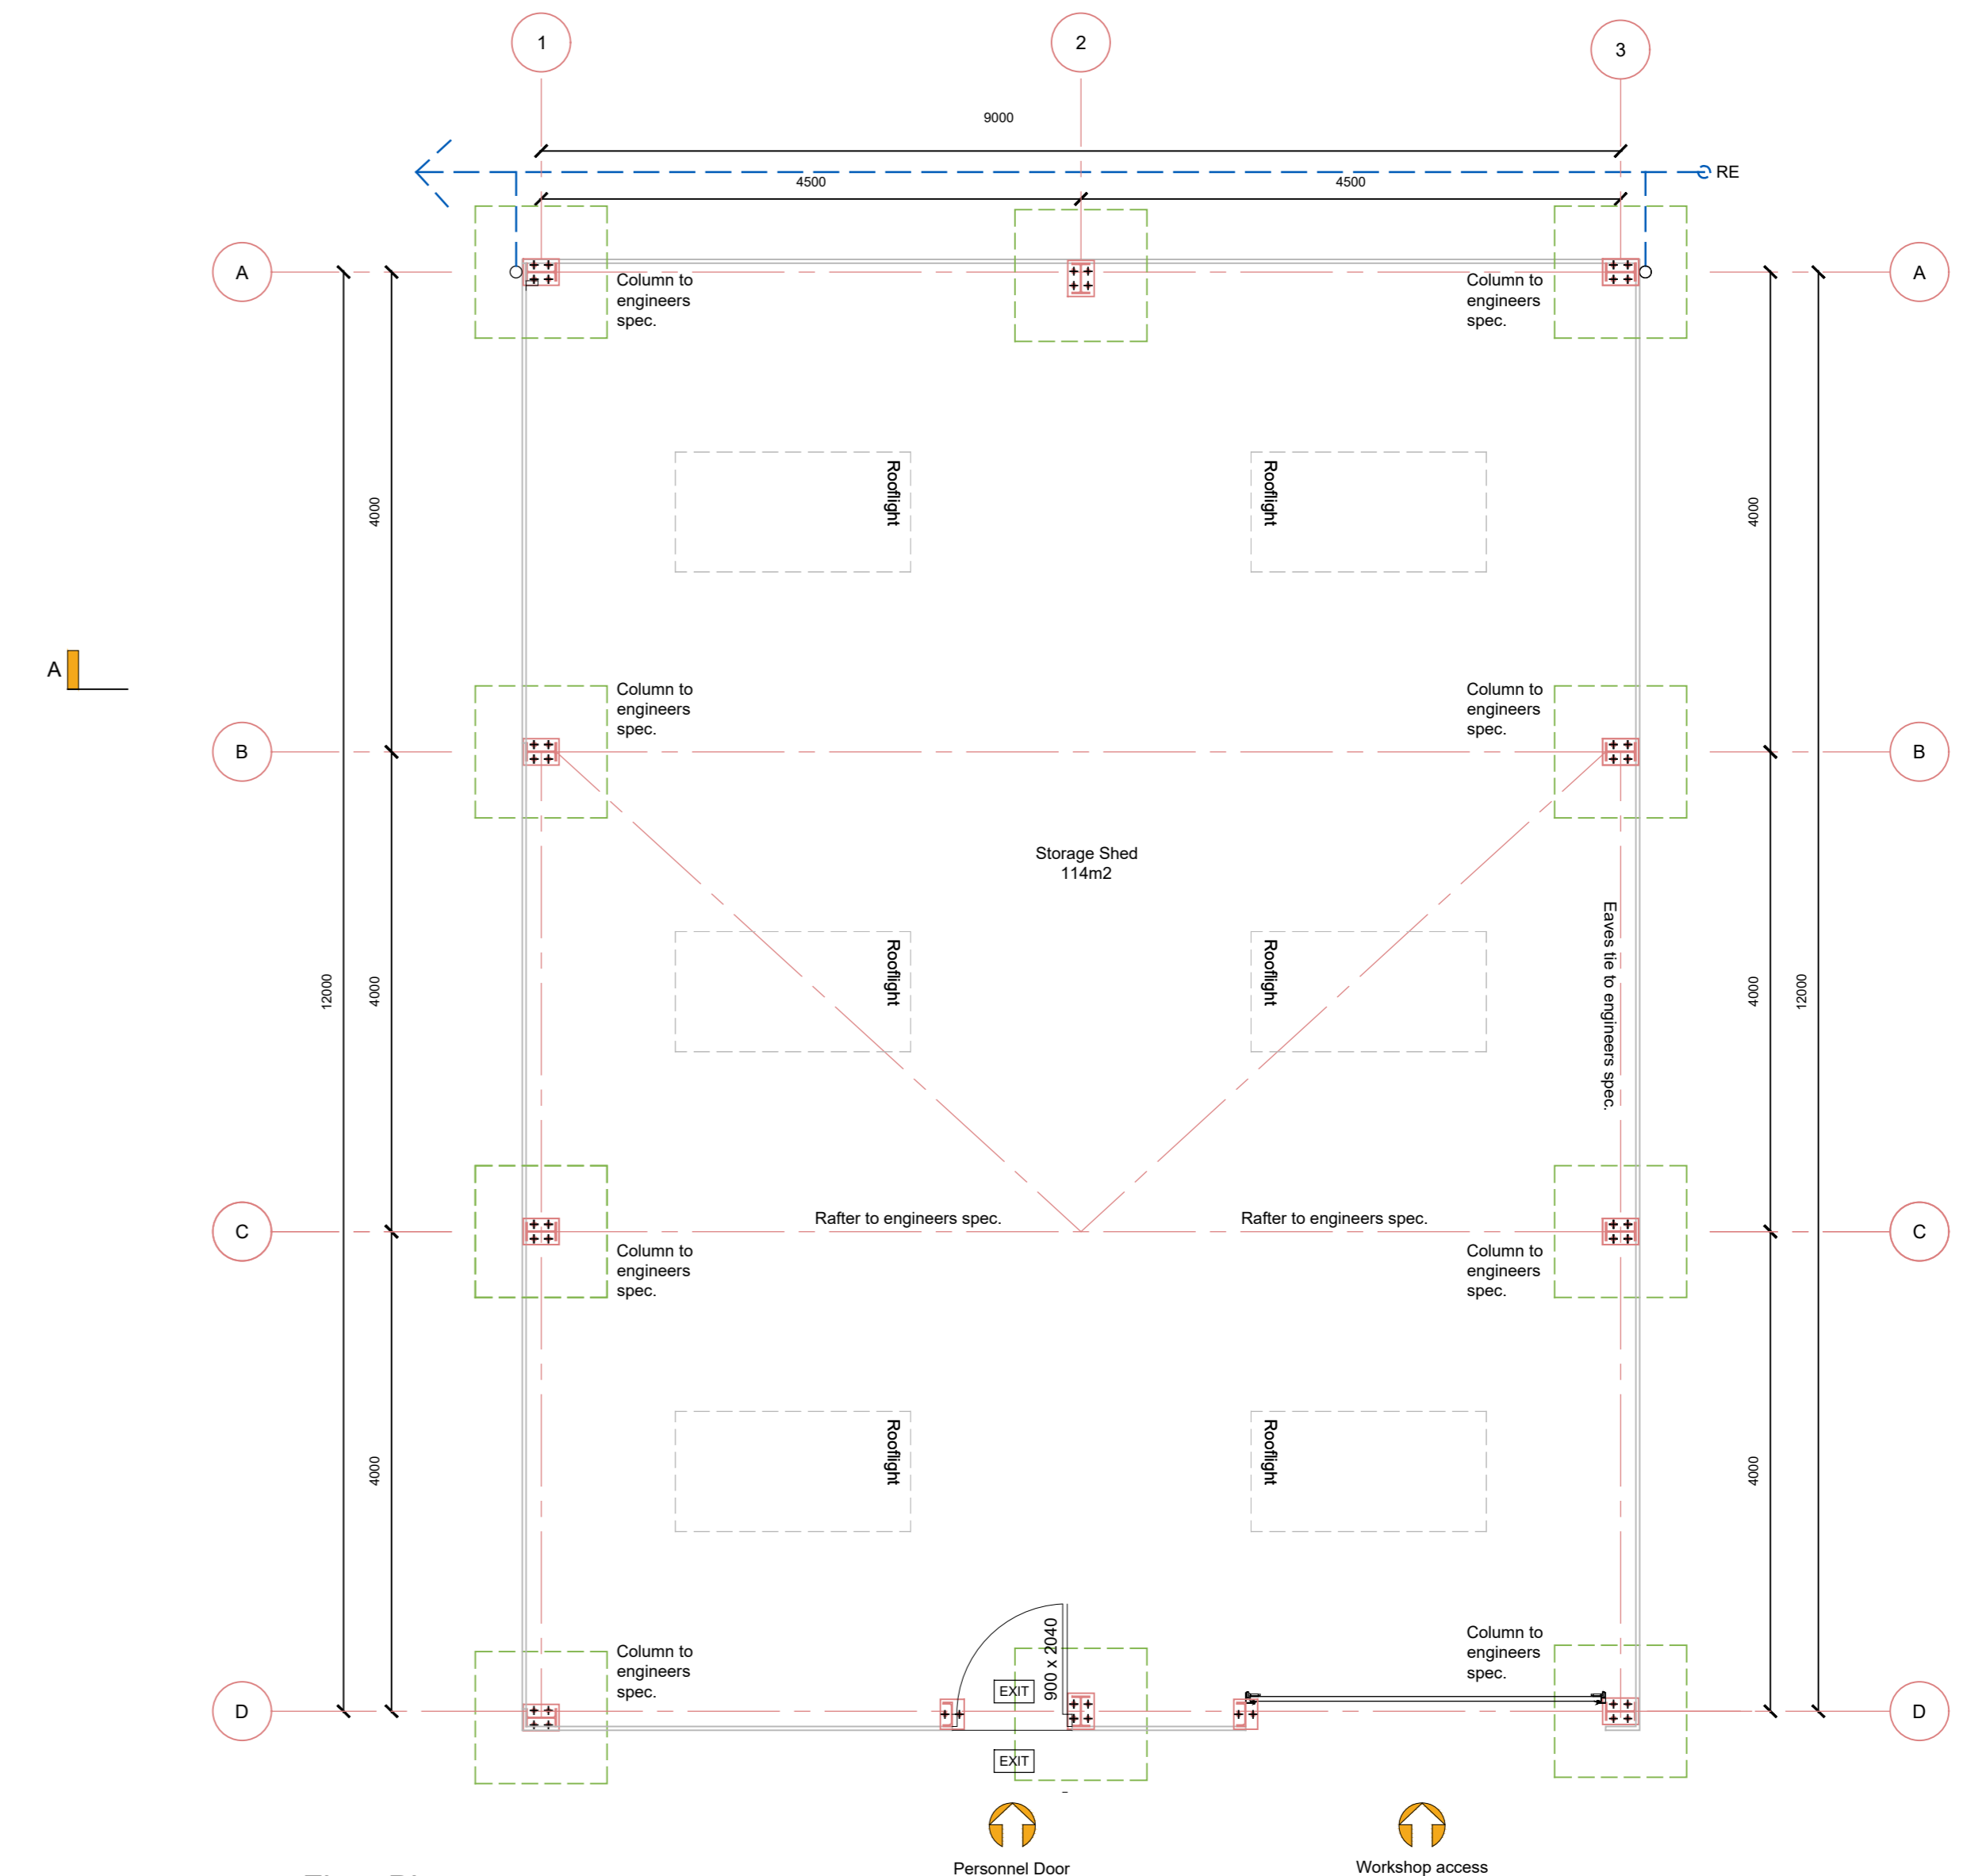 1
2
3
9000
RE
4500
4500
A
A
Column to
engineers
spec.
Column to
engineers
spec.
4000
Rooflight
Rooflight
4000
A
Column to
engineers
spec.
Column to
engineers
spec.
B
B
Storage Shed
114m2
12000
4000
Rooflight
Rooflight
Eaves tie to engineers spec.
4000
12000
Rafter to engineers spec.
Rafter to engineers spec.
C
C
Column to
engineers
spec.
Column to
engineers
spec.
4000
Rooflight
Rooflight
4000
Column to
engineers
spec.
900 x 2040
Column to
engineers
spec.
EXIT
D
D
EXIT
Personnel Door
Workshop access